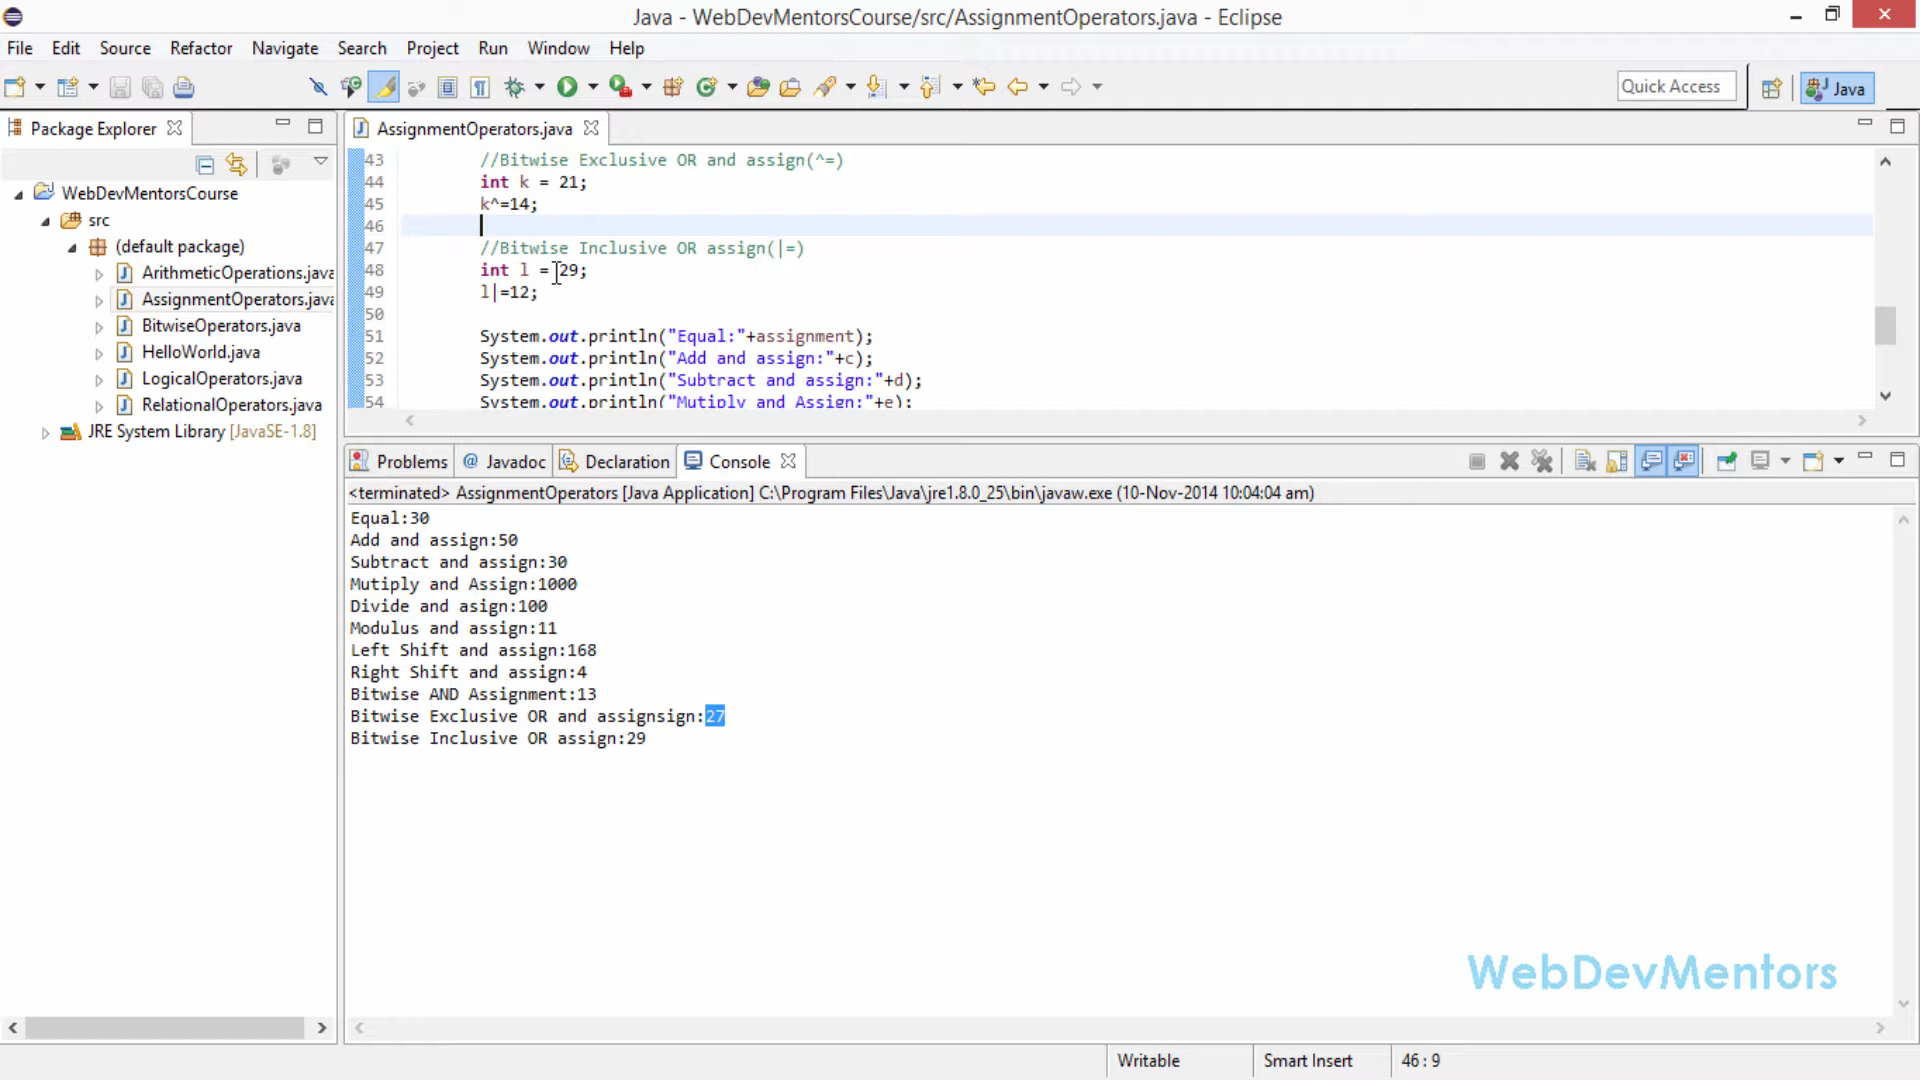 Java - WebDevMentorsCourse/src/AssignmentOperators.java - Eclipse
File Edit Source Refactor Navigate Search Project Run Window Help
Quick Access
Java
Package Explorer
WebDevMentorsCourse
src
(default package)
ArithmeticOperations.java
AssignmentOperators.java
BitwiseOperators.java
HelloWorld.java
LogicalOperators.java
RelationalOperators.java
JRE System Library [JavaSE-1.8]
AssignmentOperators.java
43 //Bitwise Exclusive OR and assign(^=)
44 int k = 21;
45 k^=14;
46
47 //Bitwise Inclusive OR assign(|=)
48 int l = 29;
49 l|=12;
50
51 System.out.println("Equal:"+assignment);
52 System.out.println("Add and assign:"+c);
53 System.out.println("Subtract and assign:"+d);
54 System.out.println("Mutiply and Assign:"+e);
Problems @ Javadoc Declaration Console
<terminated> AssignmentOperators [Java Application] C:\Program Files\Java\jre1.8.0_25\bin\javaw.exe (10-Nov-2014 10:04:04 am)
Equal:30
Add and assign:50
Subtract and assign:30
Mutiply and Assign:1000
Divide and asign:100
Modulus and assign:11
Left Shift and assign:168
Right Shift and assign:4
Bitwise AND Assignment:13
Bitwise Exclusive OR and assignsign:27
Bitwise Inclusive OR assign:29
WebDevMentors
Writable Smart Insert 46 : 9